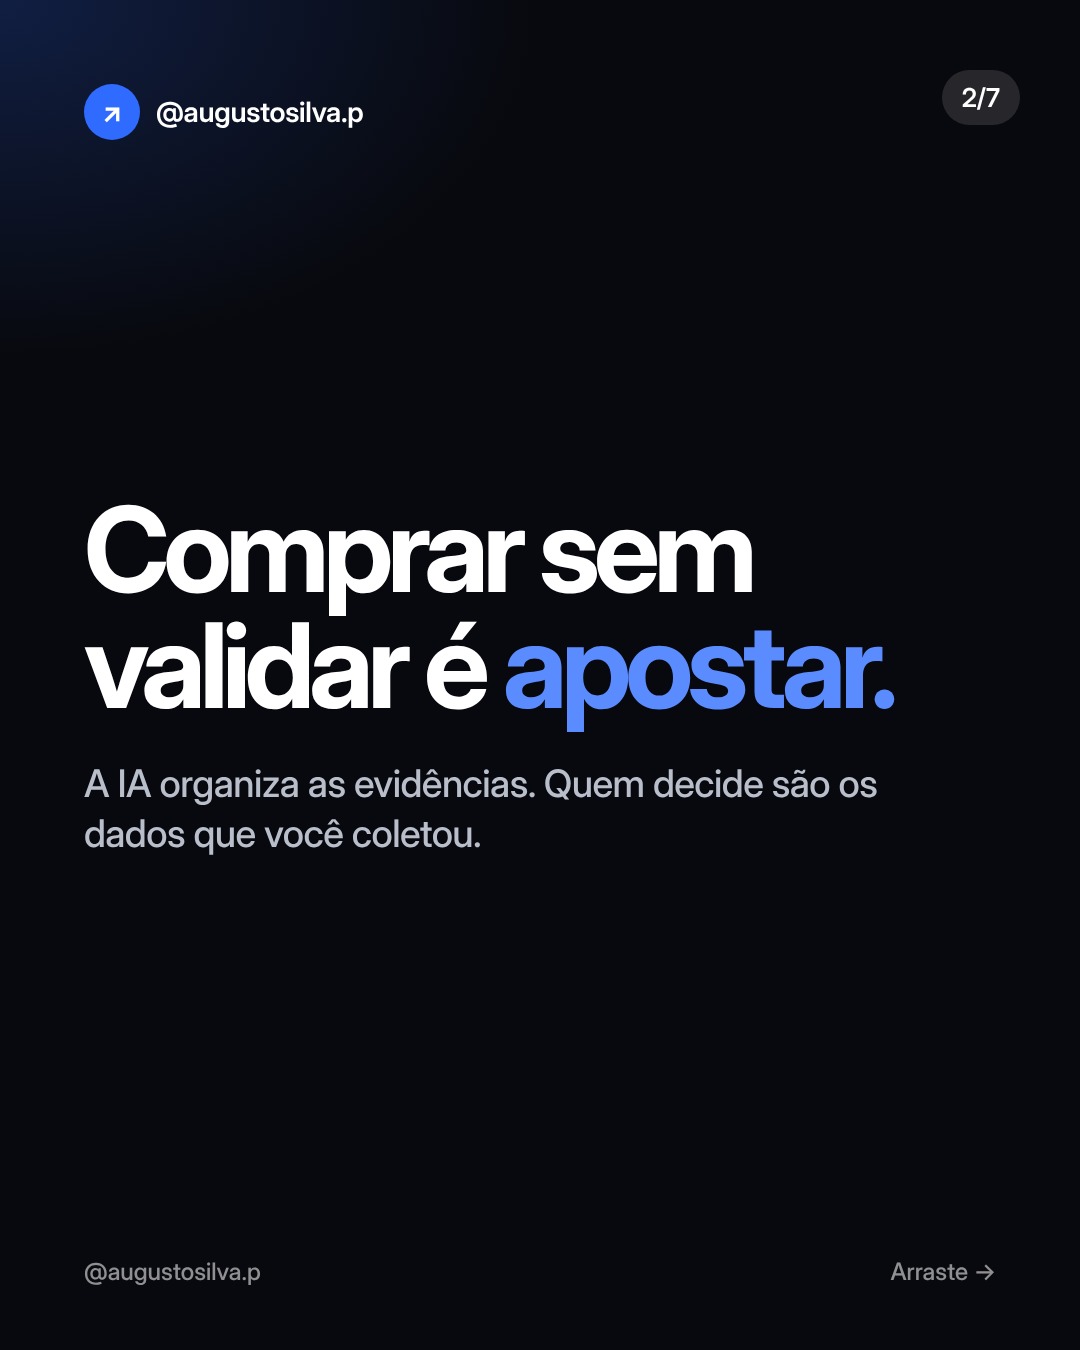 @augustosilva.p
2/7
Comprar sem
validar é apostar.
A IA organiza as evidências. Quem decide são os
dados que você coletou.
@augustosilva.p
Arraste →